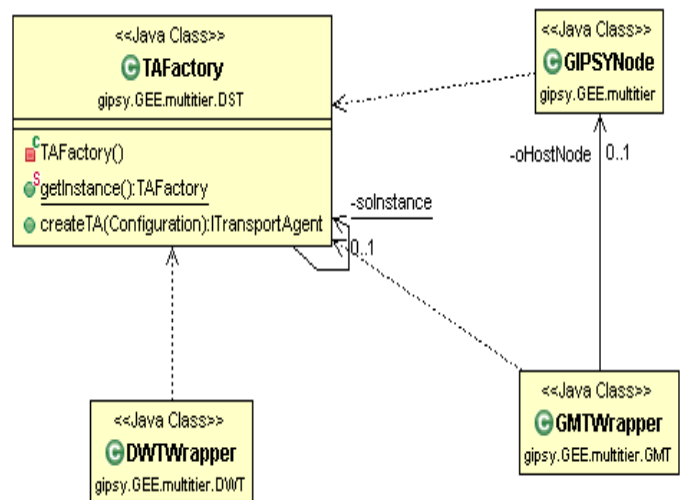 <<Java Class>>
TAFactory
gipsy.GEE.multitier.DST
TAFactory()
getInstance():TAFactory
createTA(Configuration):ITransportAgent
<<Java Class>>
GIPSYNode
gipsy.GEE.multitier
-oHostNode
0..1
-soInstance
0..1
<<Java Class>>
DWTWrapper
gipsy.GEE.multitier.DWT
<<Java Class>>
GMTWrapper
gipsy.GEE.multitier.GMT